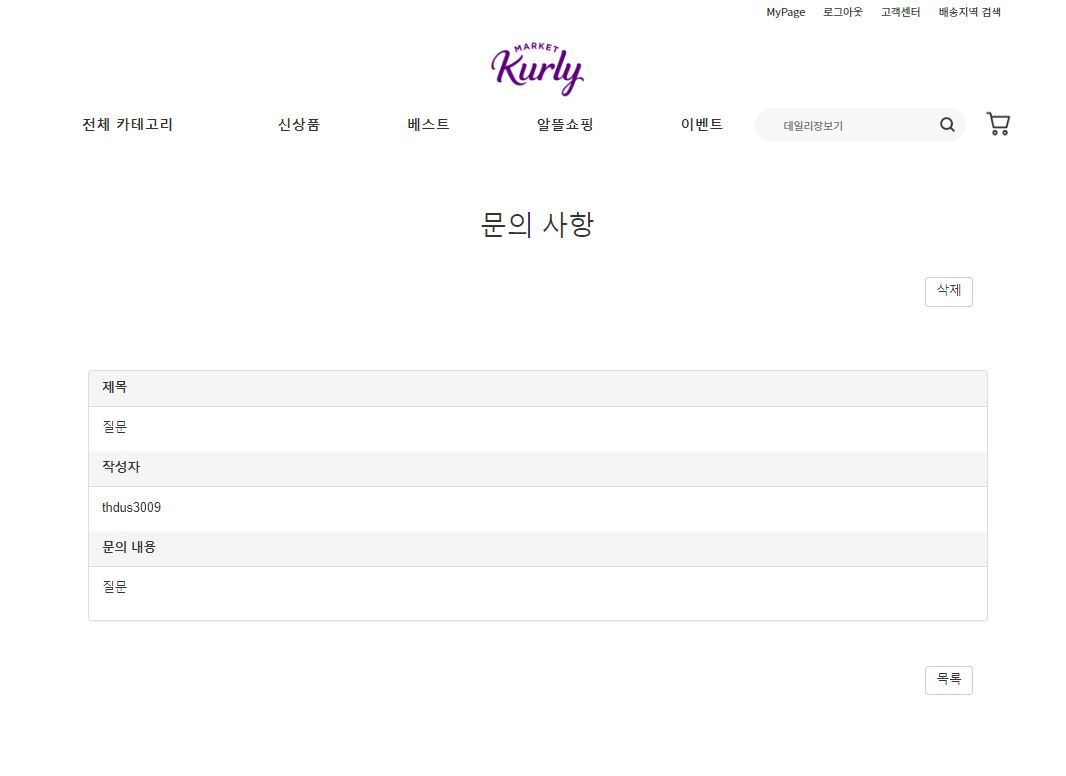 MyPage 로그아웃 고객센터 배송지역 검색
MARKET
Kurly
전체 카테고리 신상품 베스트 알뜰쇼핑 이벤트 데일리장보기
문의 사항
삭제
제목
질문
작성자
thdus3009
문의 내용
질문
목록